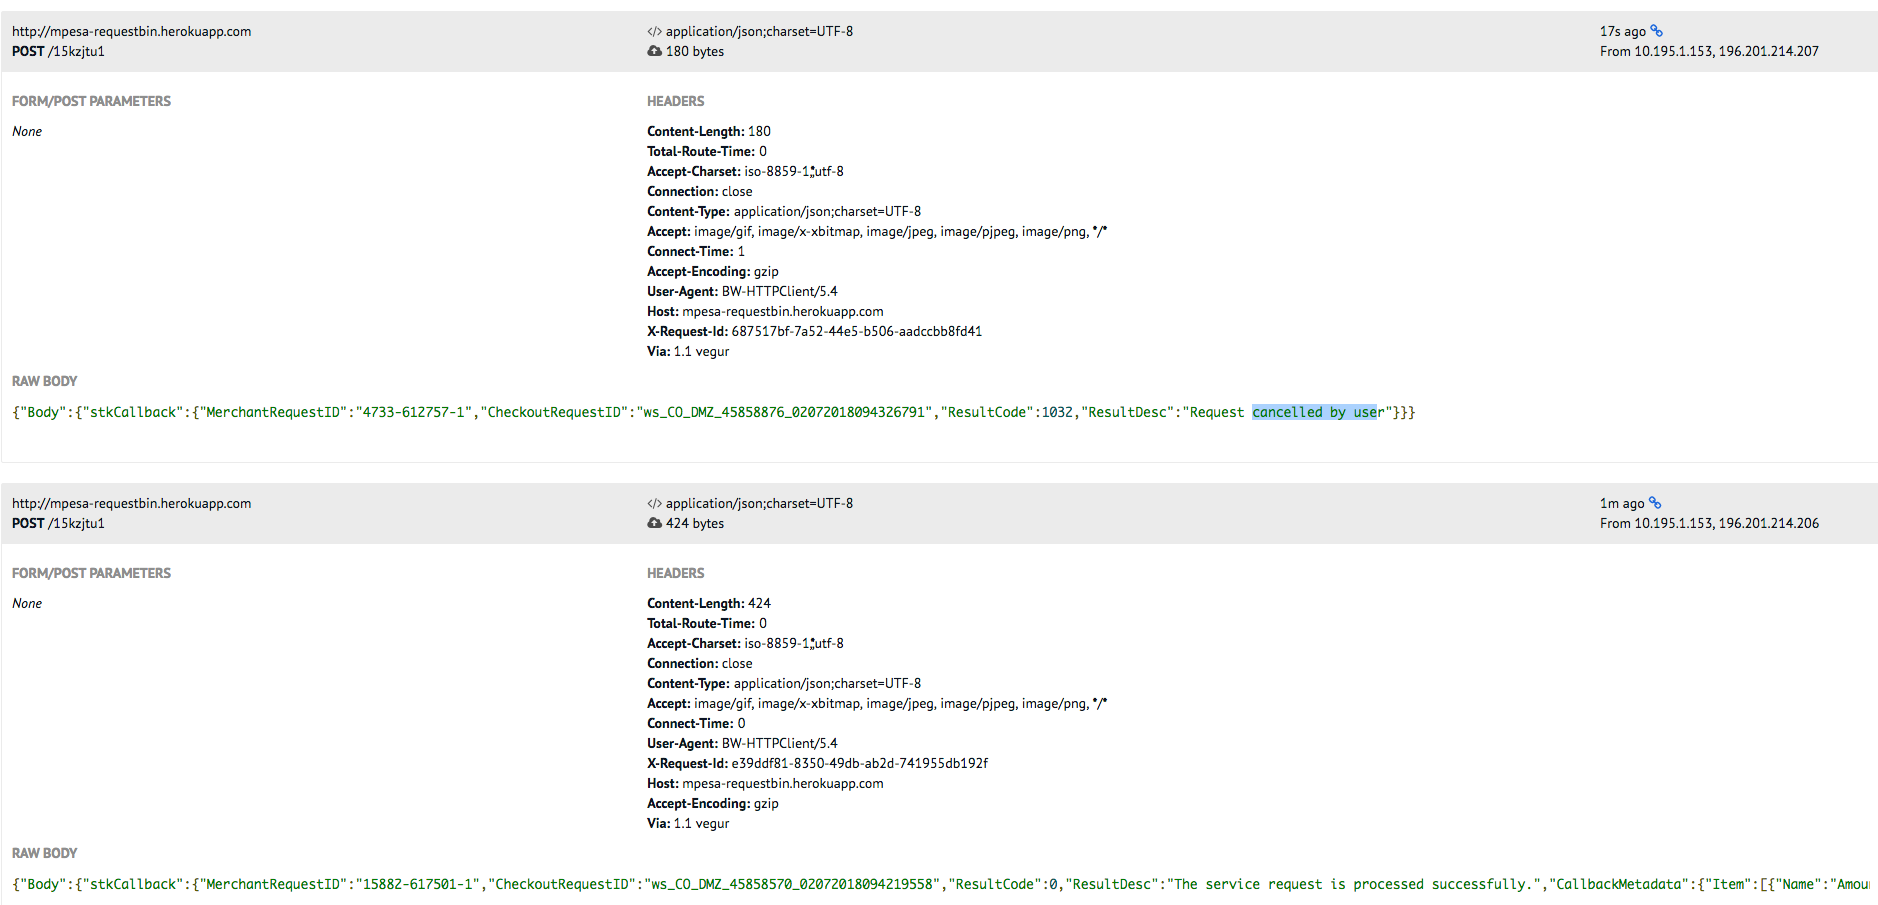 http://mpesa-requestbin.herokuapp.com
POST /15kzjtu1
</> application/json;charset=UTF-8
180 bytes
17s ago
From 10.195.1.153, 196.201.214.207
FORM/POST PARAMETERS
None
HEADERS
Content-Length: 180
Total-Route-Time: 0
Accept-Charset: iso-8859-1,*,utf-8
Connection: close
Content-Type: application/json;charset=UTF-8
Accept: image/gif, image/x-xbitmap, image/jpeg, image/pjpeg, image/png, */*
Connect-Time: 1
Accept-Encoding: gzip
User-Agent: BW-HTTPClient/5.4
Host: mpesa-requestbin.herokuapp.com
X-Request-Id: 687517bf-7a52-44e5-b506-aadccbb8fd41
Via: 1.1 vegur
RAW BODY
{"Body":{"stkCallback":{"MerchantRequestID":"4733-612757-1","CheckoutRequestID":"ws_CO_DMZ_45858876_02072018094326791","ResultCode":1032,"ResultDesc":"Request cancelled by user"}}}
http://mpesa-requestbin.herokuapp.com
POST /15kzjtu1
</> application/json;charset=UTF-8
424 bytes
1m ago
From 10.195.1.153, 196.201.214.206
FORM/POST PARAMETERS
None
HEADERS
Content-Length: 424
Total-Route-Time: 0
Accept-Charset: iso-8859-1,*,utf-8
Connection: close
Content-Type: application/json;charset=UTF-8
Accept: image/gif, image/x-xbitmap, image/jpeg, image/pjpeg, image/png, */*
Connect-Time: 0
User-Agent: BW-HTTPClient/5.4
X-Request-Id: e39ddf81-8350-49db-ab2d-741955db192f
Host: mpesa-requestbin.herokuapp.com
Accept-Encoding: gzip
Via: 1.1 vegur
RAW BODY
{"Body":{"stkCallback":{"MerchantRequestID":"15882-617501-1","CheckoutRequestID":"ws_CO_DMZ_45858570_02072018094219558","ResultCode":0,"ResultDesc":"The service request is processed successfully.","CallbackMetadata":{"Item":[{"Name":"Amou